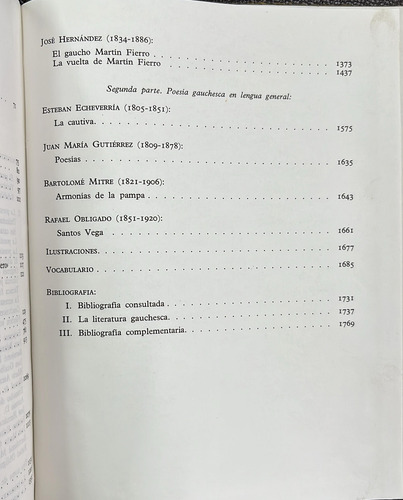 JOSÉ HERNÁNDEZ (1834-1886):
El gaucho Martín Fierro . . . . . . . . . . . . . . . . 1373
La vuelta de Martín Fierro . . . . . . . . . . . . . . . 1437
Segunda parte. Poesía gauchesca en lengua general:
ESTEBAN ECHEVERRÍA (1805-1851):
La cautiva. . . . . . . . . . . . . . . . . . . . . . 1575
JUAN MARÍA GUTIÉRREZ (1809-1878):
Poesías . . . . . . . . . . . . . . . . . . . . . . . 1635
BARTOLOMÉ MITRE (1821-1906):
Armonías de la pampa . . . . . . . . . . . . . . . . 1643
RAFAEL OBLIGADO (1851-1920):
Santos Vega . . . . . . . . . . . . . . . . . . . . . 1661
ILUSTRACIONES. . . . . . . . . . . . . . . . . . . . . 1677
VOCABULARIO . . . . . . . . . . . . . . . . . . . . . 1685
BIBLIOGRAFIA:
I. Bibliografía consultada . . . . . . . . . . . . . . . 1731
II. La literatura gauchesca. . . . . . . . . . . . . . . 1737
III. Bibliografía complementaria. . . . . . . . . . . . . 1769